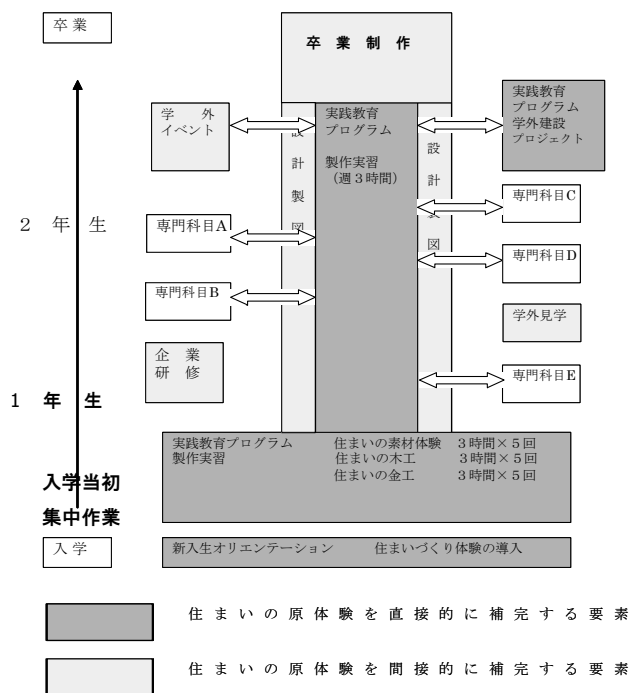 卒業
卒業制作
学外
イベント
設計製図
実践教育
プログラム
製作実習
（週３時間）
設計製図
実践教育
プログラム
学外建設
プロジェクト
２年生
専門科目A
専門科目B
専門科目C
専門科目D
学外見学
企業
研修
専門科目E
1年生
実践教育プログラム　住まいの素材体験　３時間×５回
製作実習　住まいの木工　３時間×５回
住まいの金工　３時間×５回
入学当初
集中作業
入学
新入生オリエンテーション　住まいづくり体験の導入
住まいの原体験を直接的に補完する要素
住まいの原体験を間接的に補完する要素